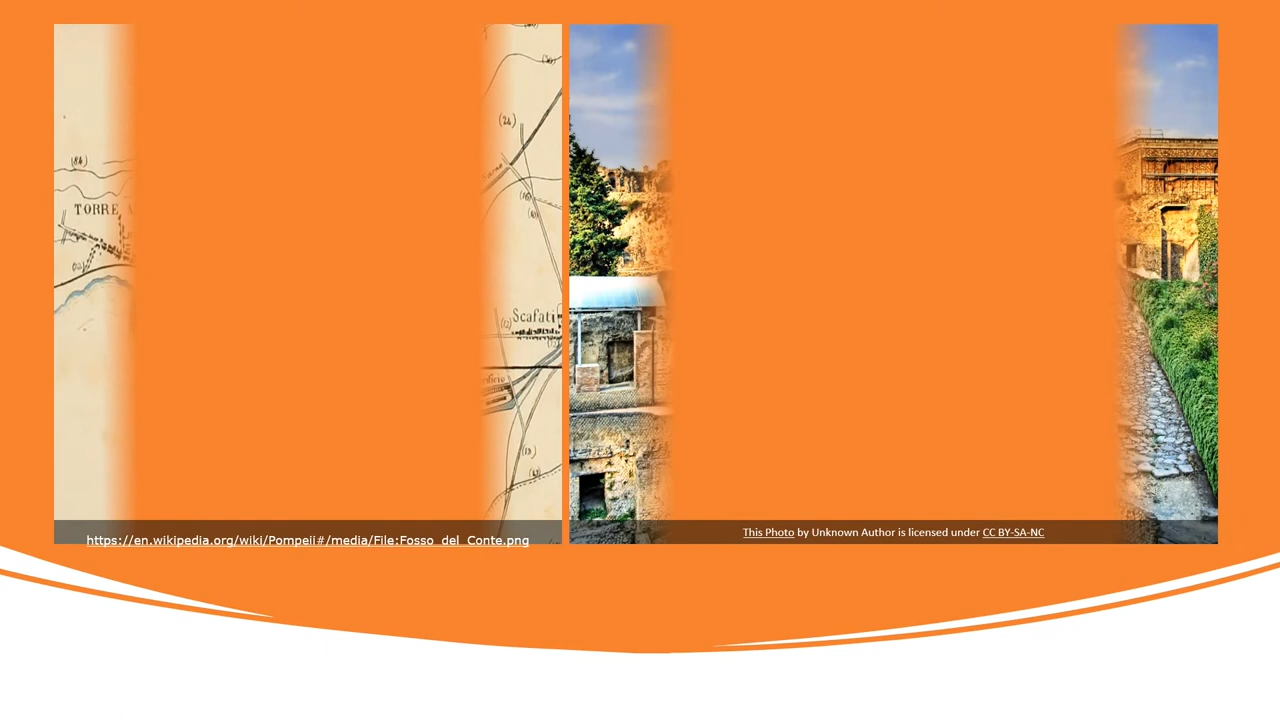 (84)
TORRE
(24)
Scafati
(12)
https://en.wikipedia.org/wiki/Pompeii#/media/File:Fosso_del_Conte.png
This Photo by Unknown Author is licensed under CC BY-SA-NC